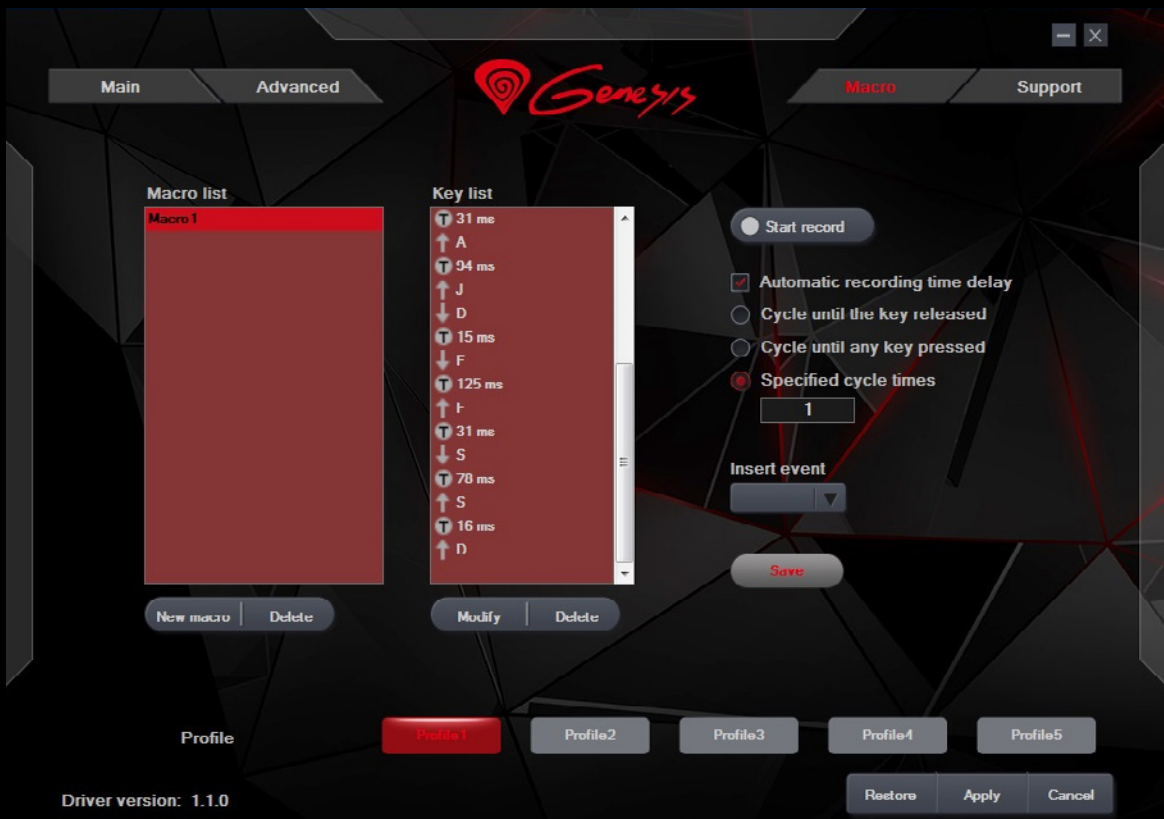 Main
Advanced
Genesis
Macro
Support
Macro list
Macro1
New macro
Delete
Key list
T 31 ms
A
T 94 ms
J
D
T 15 ms
F
T 125 ms
F
T 31 ms
S
T 78 ms
S
T 16 ms
D
Modify
Delete
Start record
Automatic recording time delay
Cycle until the key released
Cycle until any key pressed
Specified cycle times
1
Insert event
Save
Profile
Profile1
Profile2
Profile3
Profile4
Profile5
Driver version: 1.1.0
Restore
Apply
Cancel